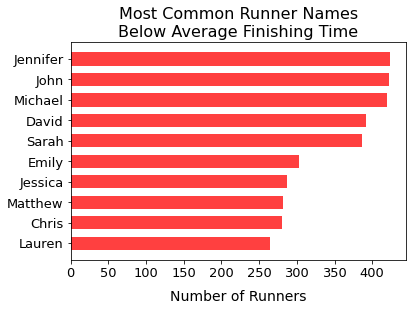 Most Common Runner Names
Below Average Finishing Time
Jennifer
John
Michael
David
Sarah
Emily
Jessica
Matthew
Chris
Lauren
0 50 100 150 200 250 300 350 400
Number of Runners